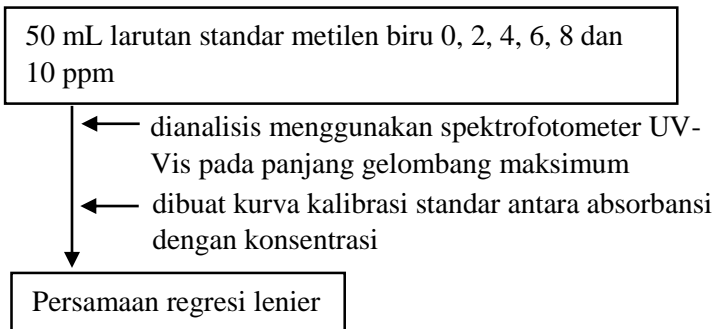 50 mL larutan standar metilen biru 0, 2, 4, 6, 8 dan
10 ppm
dianalisis menggunakan spektrofotometer UV-
Vis pada panjang gelombang maksimum
dibuat kurva kalibrasi standar antara absorbansi
dengan konsentrasi
Persamaan regresi lenier